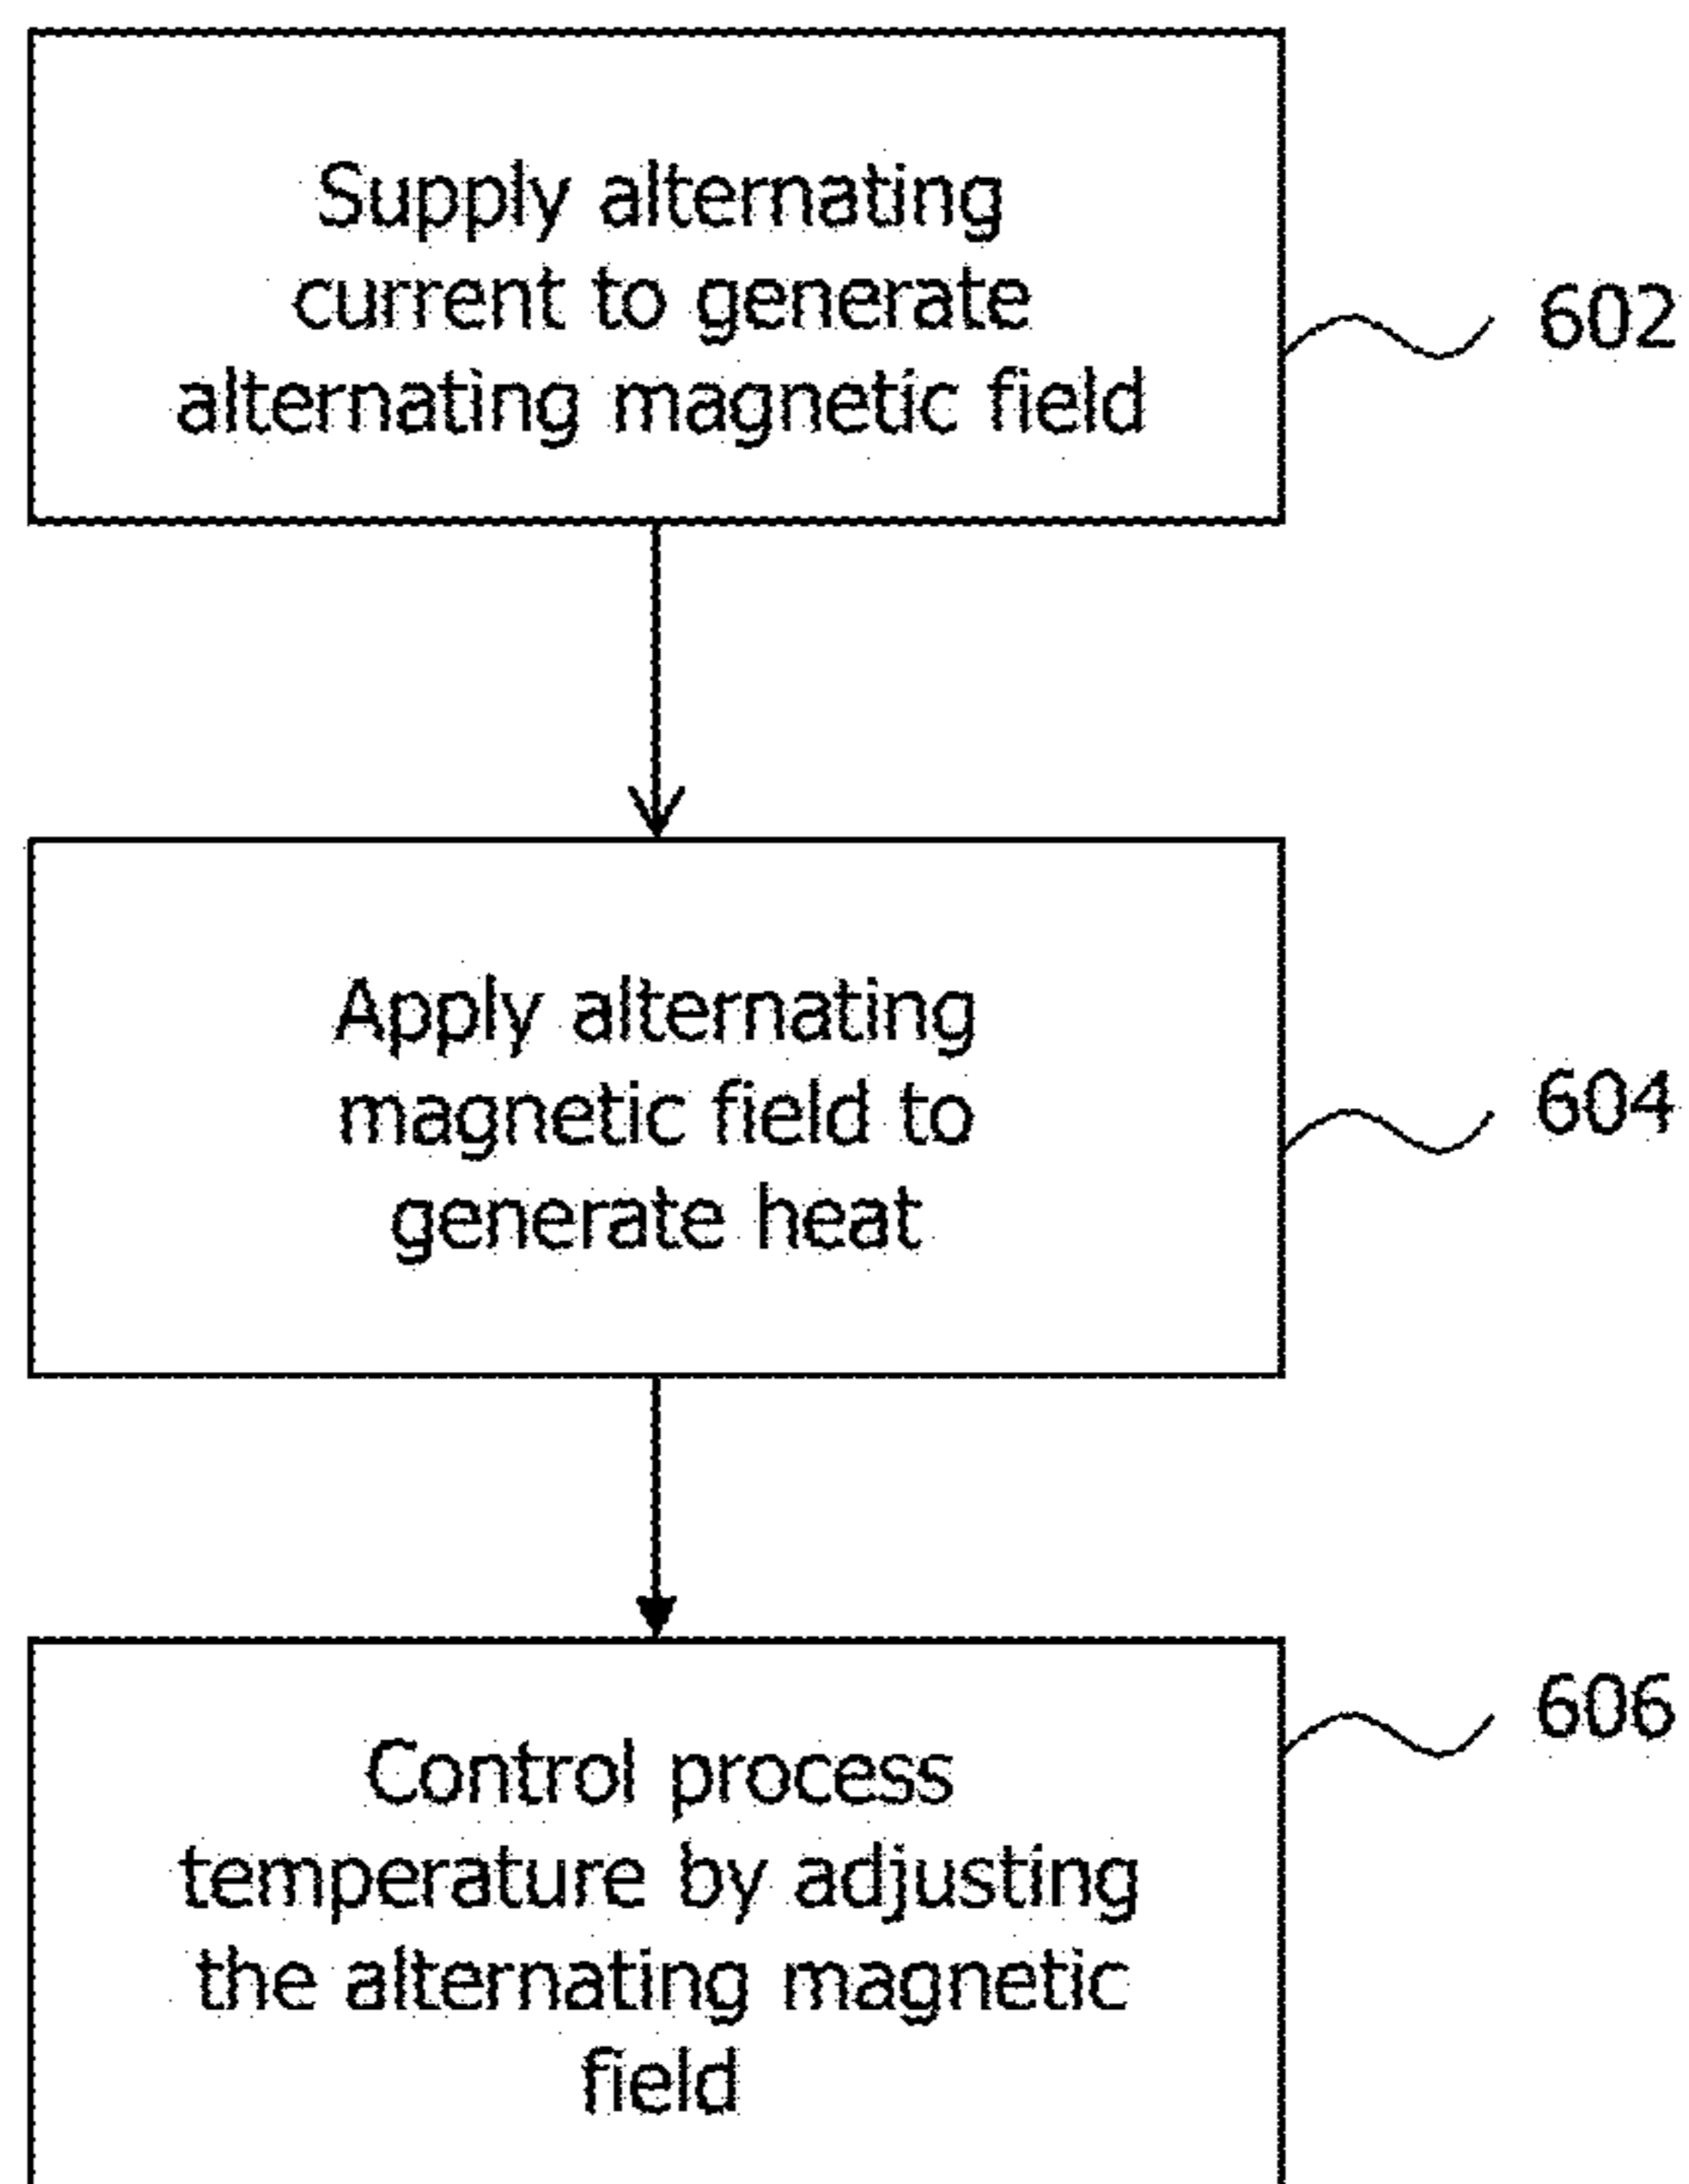 Supply alternating
current to generate
alternating magnetic field
602
Apply alternating
magnetic field to
generate heat
604
606
Control process
temperature by adjusting
the alternating magnetic
field